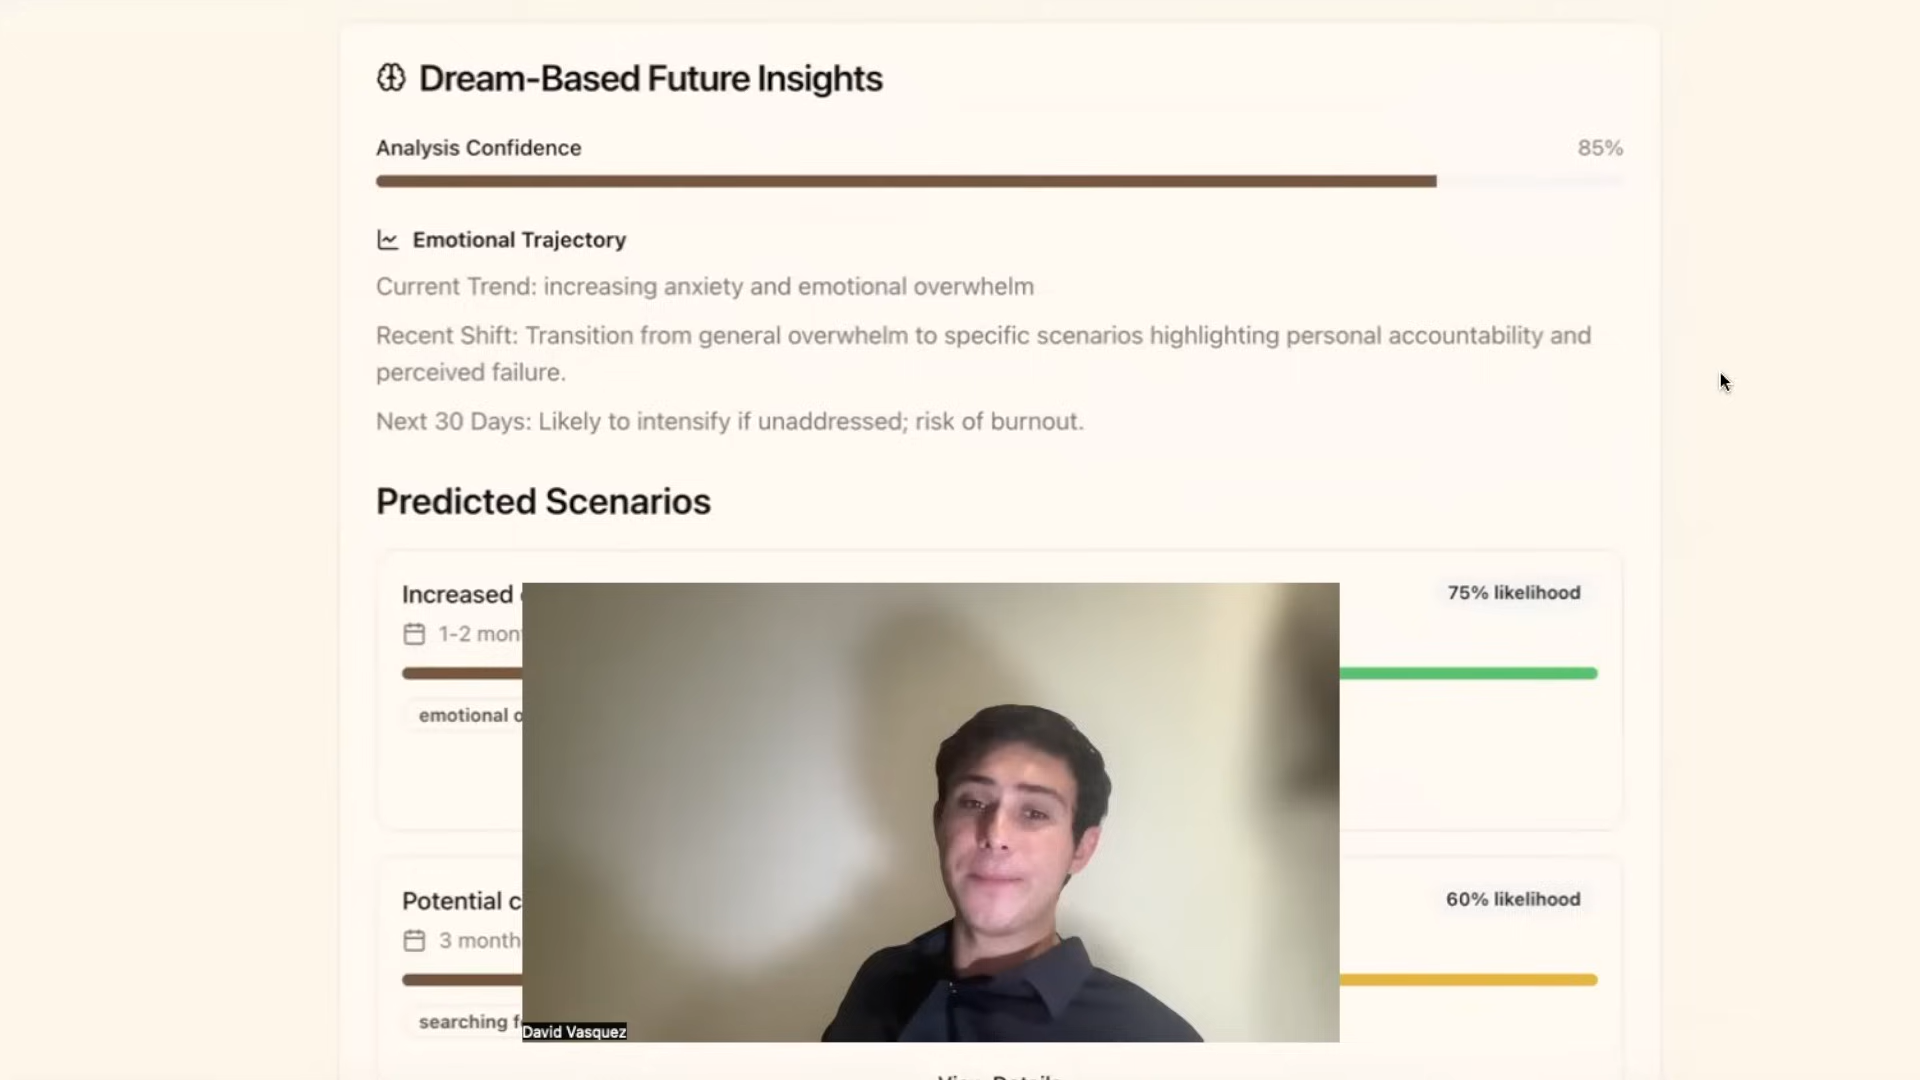 Dream-Based Future Insights
Analysis Confidence 85%
Emotional Trajectory
Current Trend: increasing anxiety and emotional overwhelm
Recent Shift: Transition from general overwhelm to specific scenarios highlighting personal accountability and
perceived failure.
Next 30 Days: Likely to intensify if unaddressed; risk of burnout.
Predicted Scenarios
Increased 75% likelihood
1-2 mon
emotional o
Potential c 60% likelihood
3 month
searching f
David Vasquez
View Details